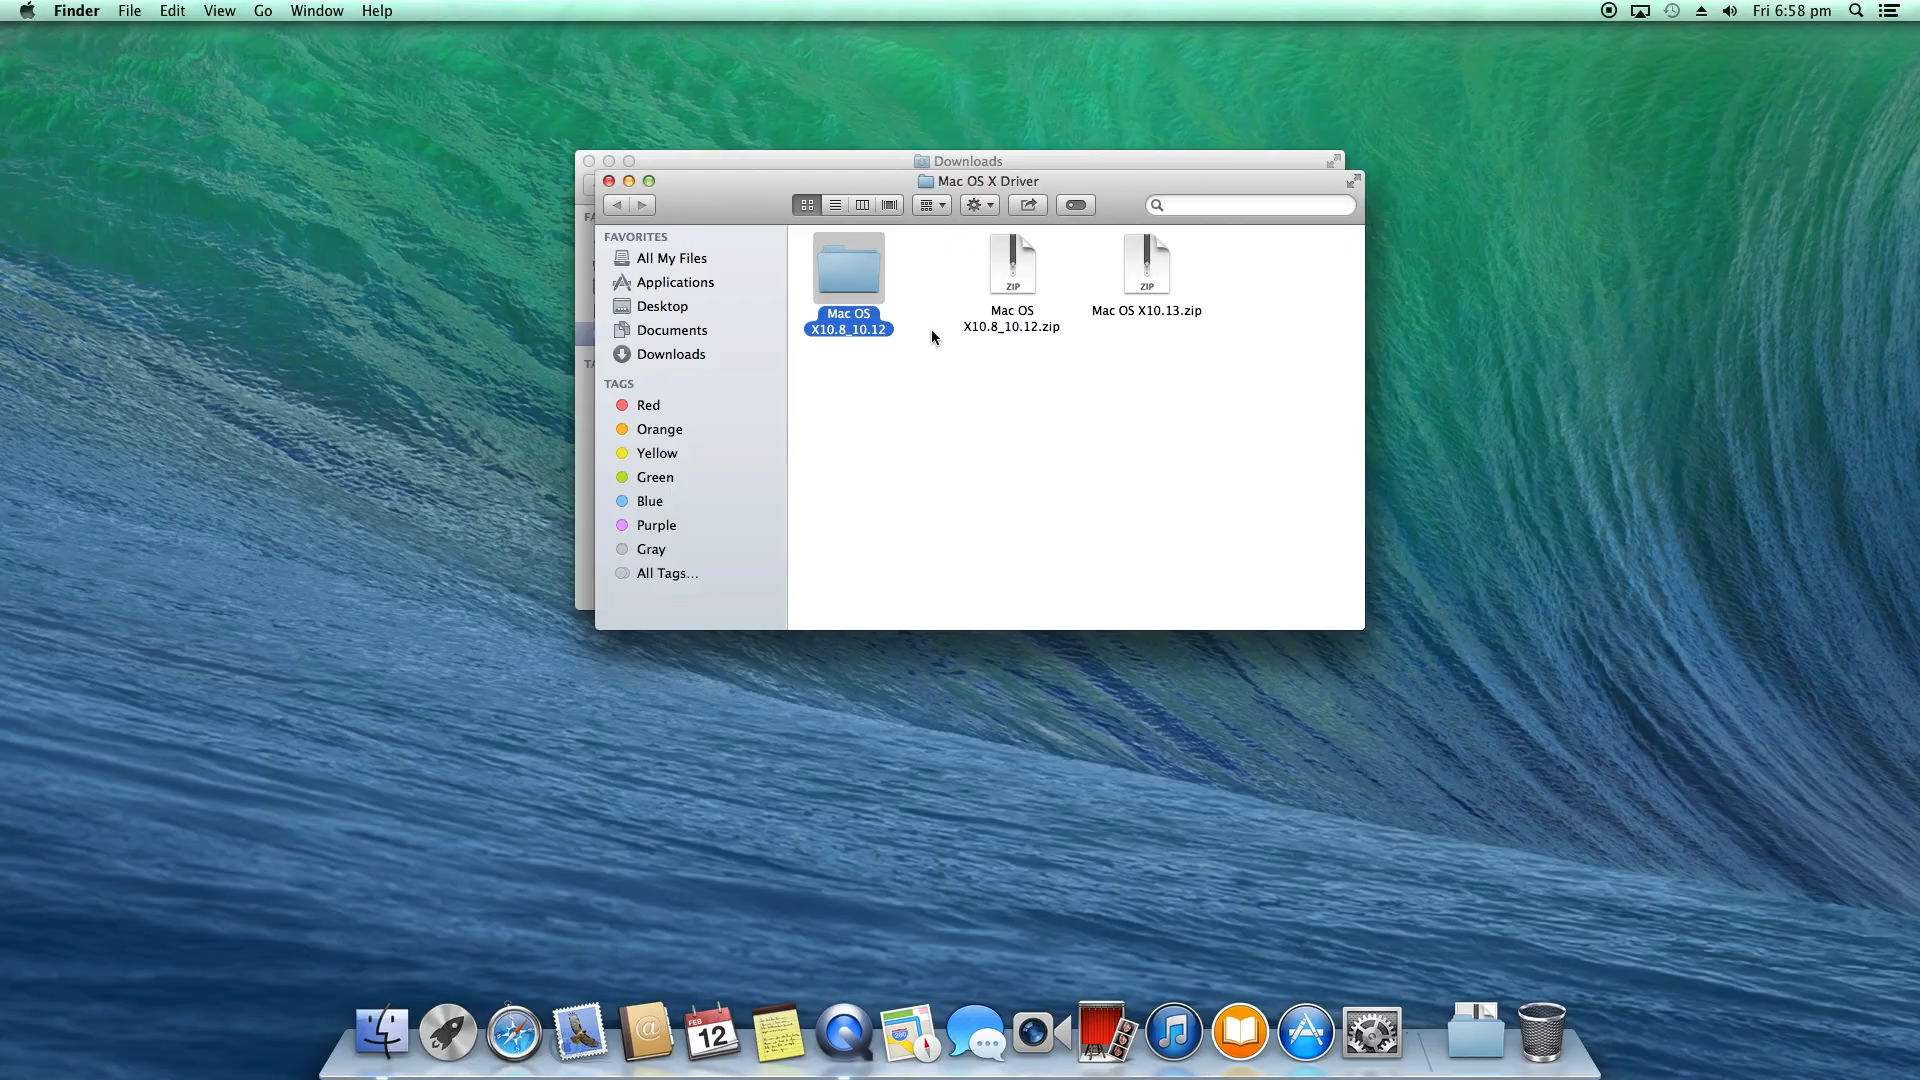 Finder File Edit View Go Window Help Fri 6:58 pm
Downloads
Mac OS X Driver
FAVORITES
All My Files
Applications
Desktop
Documents
Downloads
TAGS
Red
Orange
Yellow
Green
Blue
Purple
Gray
All Tags...
Mac OS
X10.8_10.12
ZIP
Mac OS
X10.8_10.12.zip
ZIP
Mac OS X10.13.zip
FEB
12
280